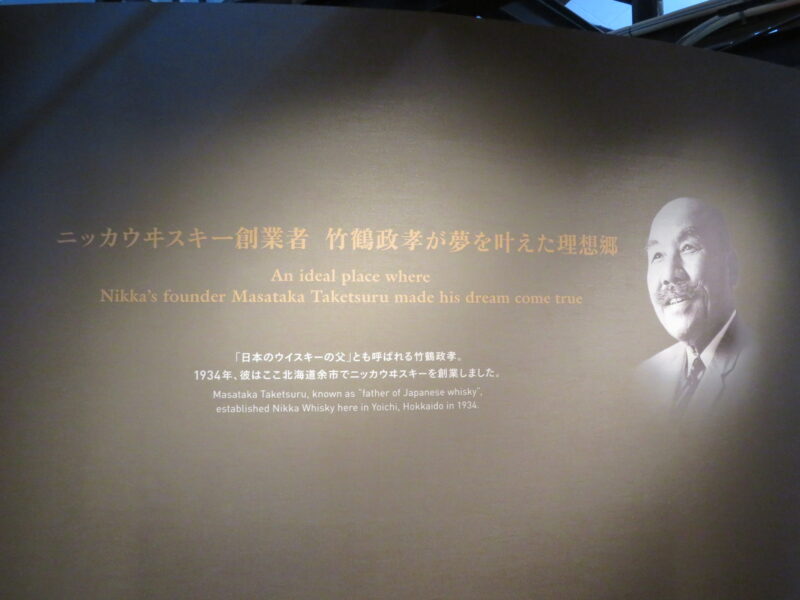 ニッカウヰスキー創業者 竹鶴政孝が夢を叶えた理想郷
An ideal place where
Nikka's founder Masataka Taketsuru made his dream come true
「日本のウイスキーの父」とも呼ばれる竹鶴政孝。
1934年、彼はここ北海道余市でニッカウヰスキーを創業しました。
Masataka Taketsuru, known as "father of Japanese whisky",
established Nikka Whisky here in Yoichi, Hokkaido in 1934.